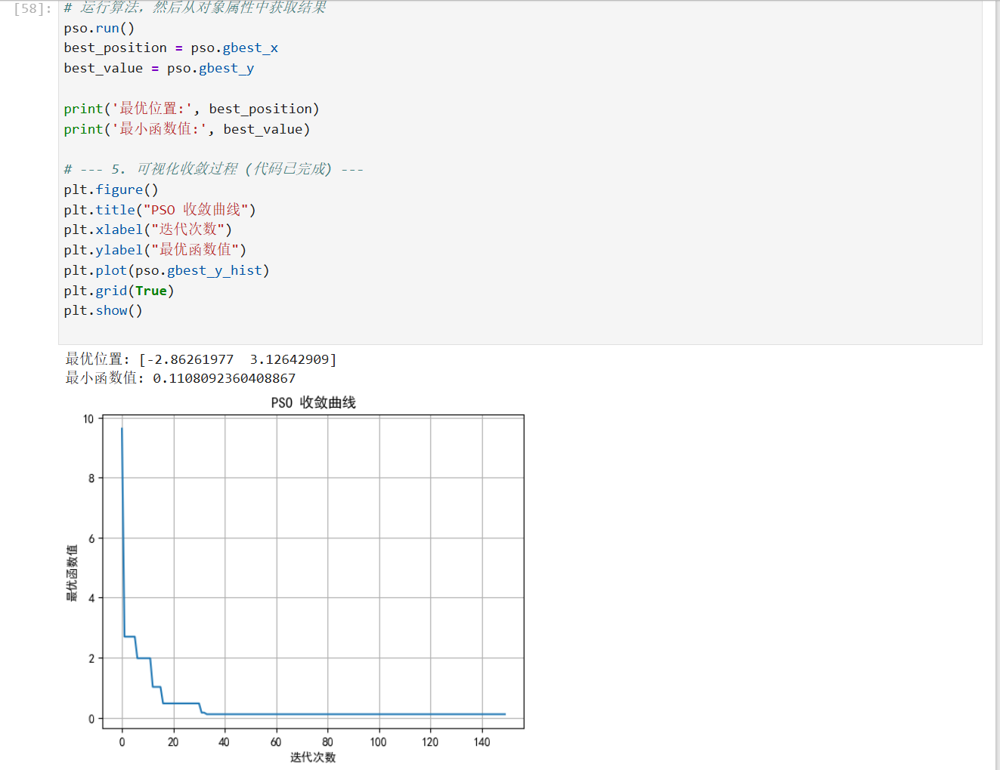 [58]: # 运行算法，然后从对象属性中获取结果
pso.run()
best_position = pso.gbest_x
best_value = pso.gbest_y
print('最优位置:', best_position)
print('最小函数值:', best_value)
# --- 5. 可视化收敛过程 (代码已完成) ---
plt.figure()
plt.title("PSO 收敛曲线")
plt.xlabel("迭代次数")
plt.ylabel("最优函数值")
plt.plot(pso.gbest_y_hist)
plt.grid(True)
plt.show()
最优位置: [-2.86261977  3.12642909]
最小函数值: 0.1108092360408867
PSO 收敛曲线
10
8
6
4
2
0
最优函数值
0 20 40 60 80 100 120 140
迭代次数